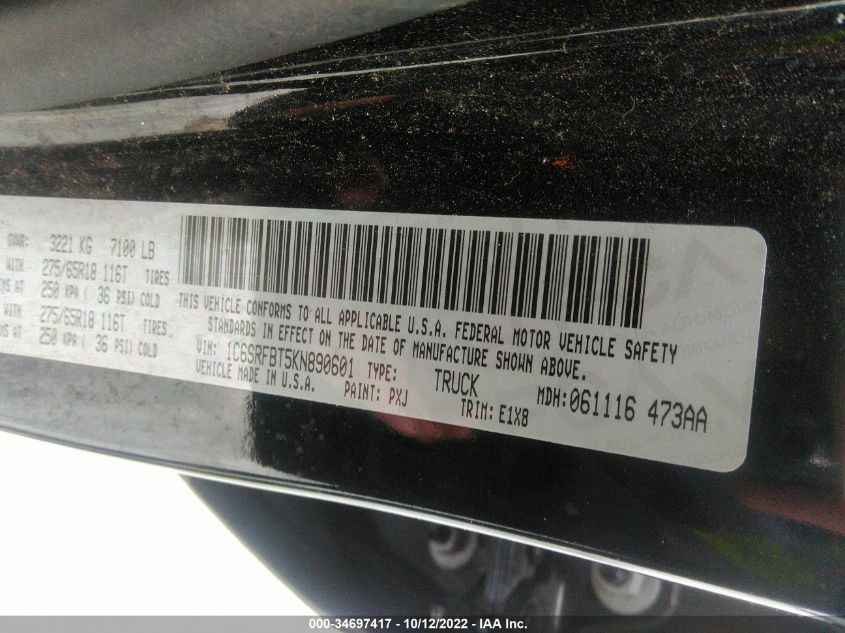 GVWR: 3221 KG 7100 LB
WITH 275/65R18 116T TIRES
AT 250 KPA ( 36 PSI) COLD
WITH 275/65R18 116T TIRES
AT 250 KPA ( 36 PSI) COLD
THIS VEHICLE CONFORMS TO ALL APPLICABLE U.S.A. FEDERAL MOTOR VEHICLE SAFETY
STANDARDS IN EFFECT ON THE DATE OF MANUFACTURE SHOWN ABOVE.
VIN: 1C6SRFBT5KN890601 TYPE: TRUCK MDH:061116 473AA
VEHICLE MADE IN U.S.A. PAINT: PXJ TRIM: E1X8
000-34697417 - 10/12/2022 - IAA Inc.